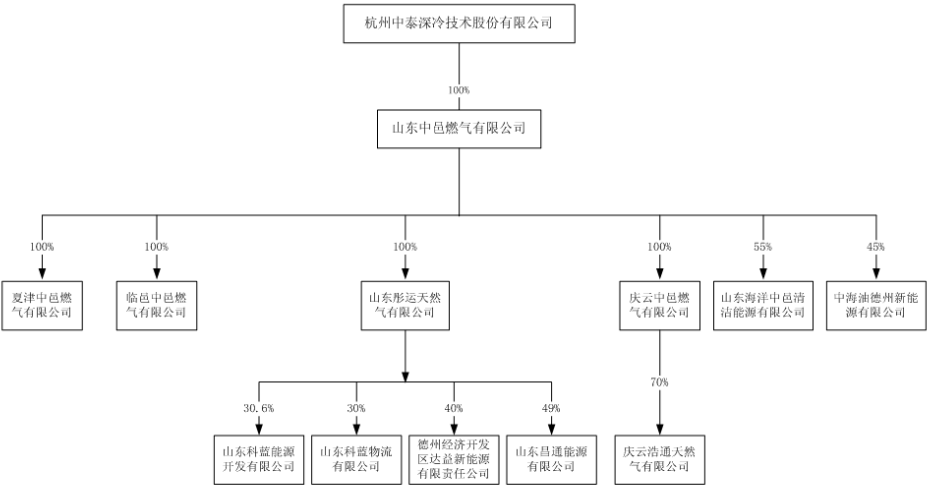 杭州中泰深冷技术股份有限公司
100%
山东中邑燃气有限公司
100%
100%
100%
100%
55%
45%
夏津中邑燃
气有限公司
临邑中邑燃
气有限公司
山东彤运天然
气有限公司
庆云中邑燃
气有限公司
山东海洋中邑清
洁能源有限公司
中海油德州新能
源有限公司
70%
30.6%
30%
40%
49%
山东科蓝能源
开发有限公司
山东科蓝物流
有限公司
德州经济开发
区达益新能源
有限责任公司
山东昌通能源
有限公司
庆云浩通天然
气有限公司